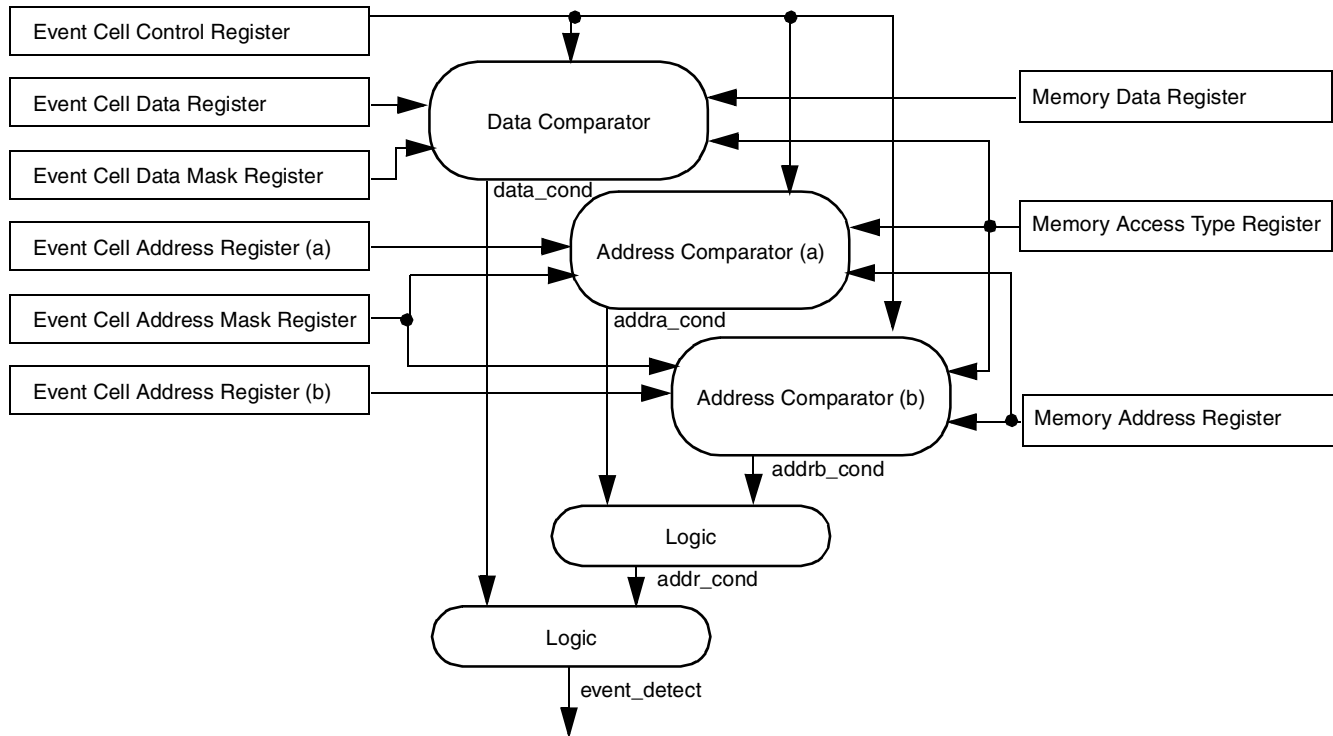 Event Cell Control Register
Event Cell Data Register
Memory Data Register
Data Comparator
Event Cell Data Mask Register
data_cond
Event Cell Address Register (a)
Memory Access Type Register
Address Comparator (a)
Event Cell Address Mask Register
addra_cond
Event Cell Address Register (b)
Address Comparator (b)
Memory Address Register
addrb_cond
Logic
addr_cond
Logic
event_detect